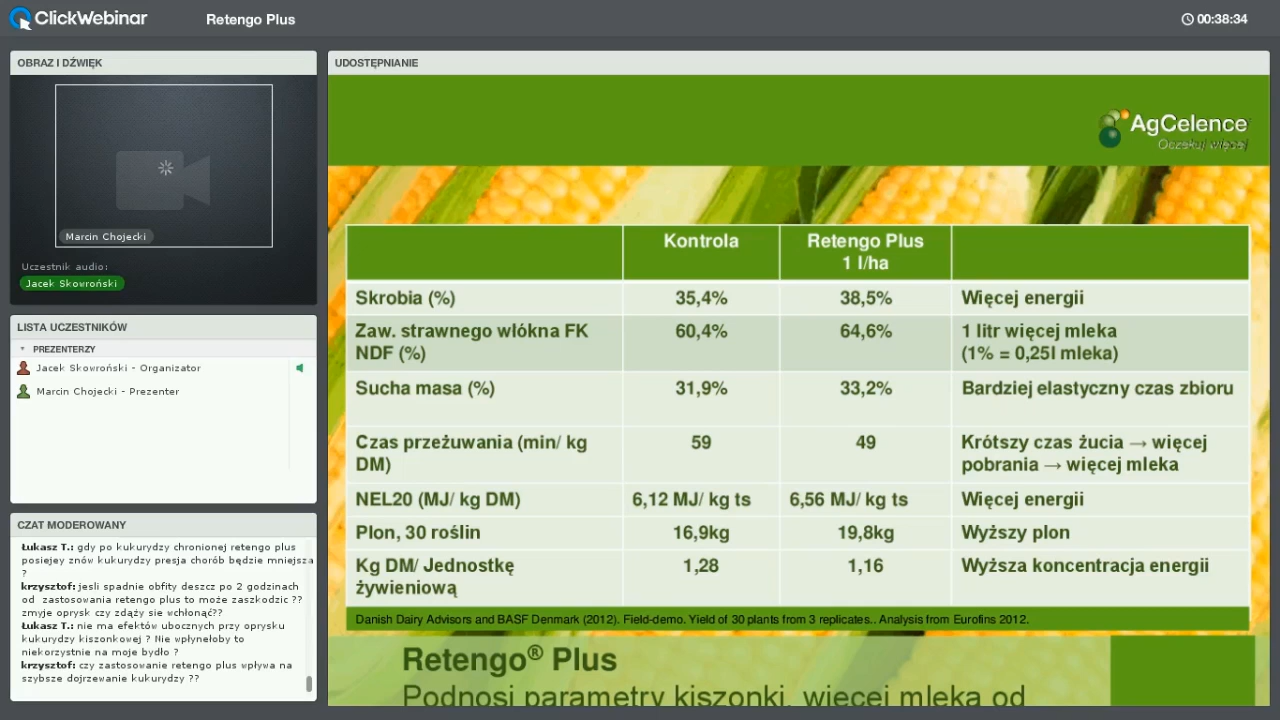 ClickWebinar
Retengo Plus
00:38:34
OBRAZ I DŹWIĘK
Marcin Chojecki
Uczestnik audio:
Jacek Skowroński
LISTA UCZESTNIKÓW
PREZENTERZY
Jacek Skowroński - Organizator
Marcin Chojecki - Prezenter
CZAT MODEROWANY
Łukasz T.: gdy po kukurydzy chronionej retengo plus
posiejey znów kukurydzy presja chorób będzie mniejsza
?
krzysztof: jesli spadnie obfity deszcz po 2 godzinach
od zastosowania retengo plus to może zaszkodzic ??
zmyje oprysk czy zdąży sie wchłonąć??
Łukasz T.: nie ma efektów ubocznych przy oprysku
kukurydzy kiszonkowej ? Nie wpłynełoby to
niekorzystnie na moje bydło ?
krzysztof: czy zastosowanie retengo plus wpływa na
szybsze dojrzewanie kukurydzy ??
UDOSTĘPNIANIE
AgCelence
Oczekuj więcej
Kontrola
Retengo Plus
1 l/ha
Skrobia (%) 35,4% 38,5% Więcej energii
Zaw. strawnego włókna FK 60,4% 64,6% 1 litr więcej mleka
NDF (%) (1% = 0,25l mleka)
Sucha masa (%) 31,9% 33,2% Bardziej elastyczny czas zbioru
Czas przeżuwania (min/ kg 59 49 Krótszy czas żucia → więcej
DM) pobrania → więcej mleka
NEL20 (MJ/ kg DM) 6,12 MJ/ kg ts 6,56 MJ/ kg ts Więcej energii
Plon, 30 roślin 16,9kg 19,8kg Wyższy plon
Kg DM/ Jednostkę 1,28 1,16 Wyższa koncentracja energii
żywieniową
Danish Dairy Advisors and BASF Denmark (2012). Field-demo. Yield of 30 plants from 3 replicates.. Analysis from Eurofins 2012.
Retengo® Plus
Podnosi parametry kiszonki, więcej mleka od